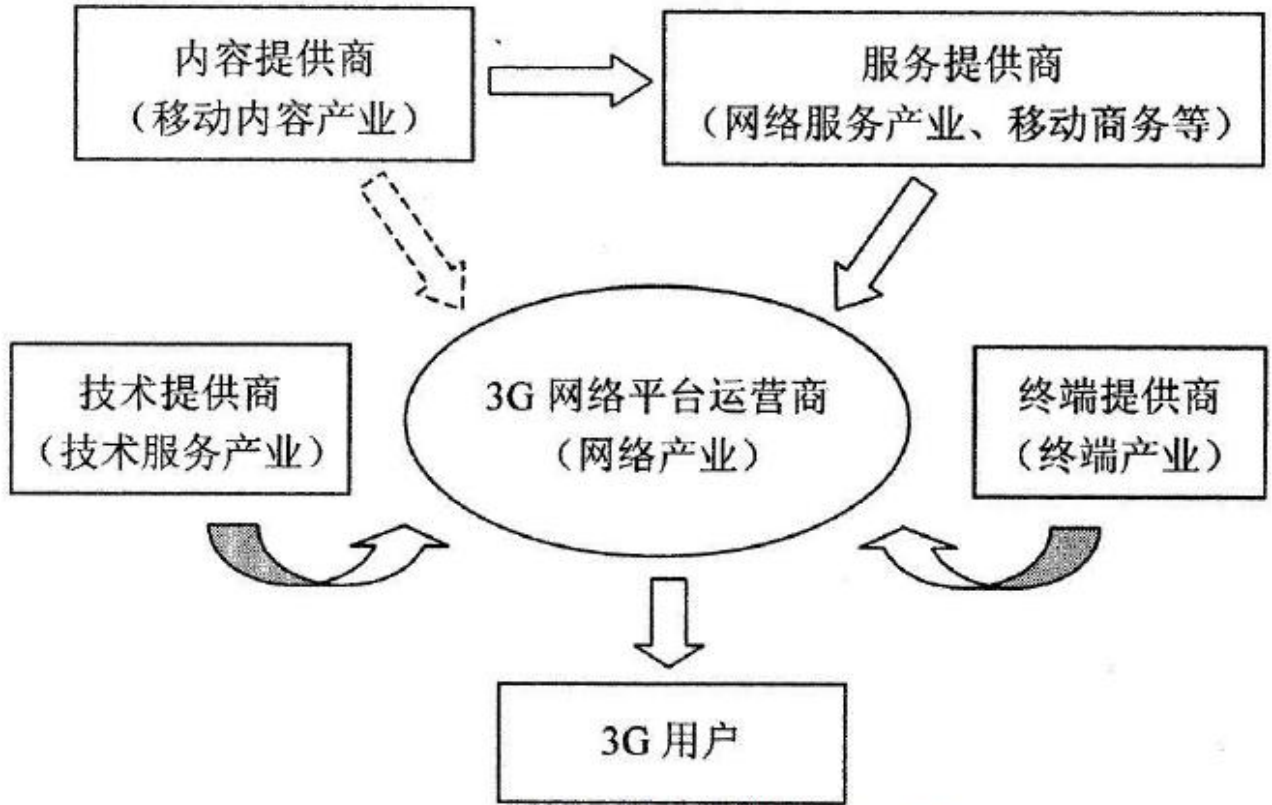 内容提供商
（移动内容产业）
服务提供商
（网络服务产业、移动商务等）
技术提供商
（技术服务产业）
3G 网络平台运营商
（网络产业）
终端提供商
（终端产业）
3G 用户